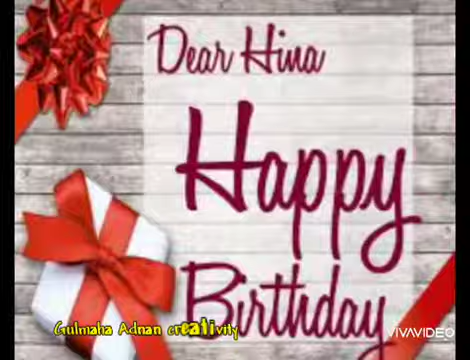 Dear Hina
Happy
Birthday
Gulmaha Adnan creativity
VIVAVIDEO